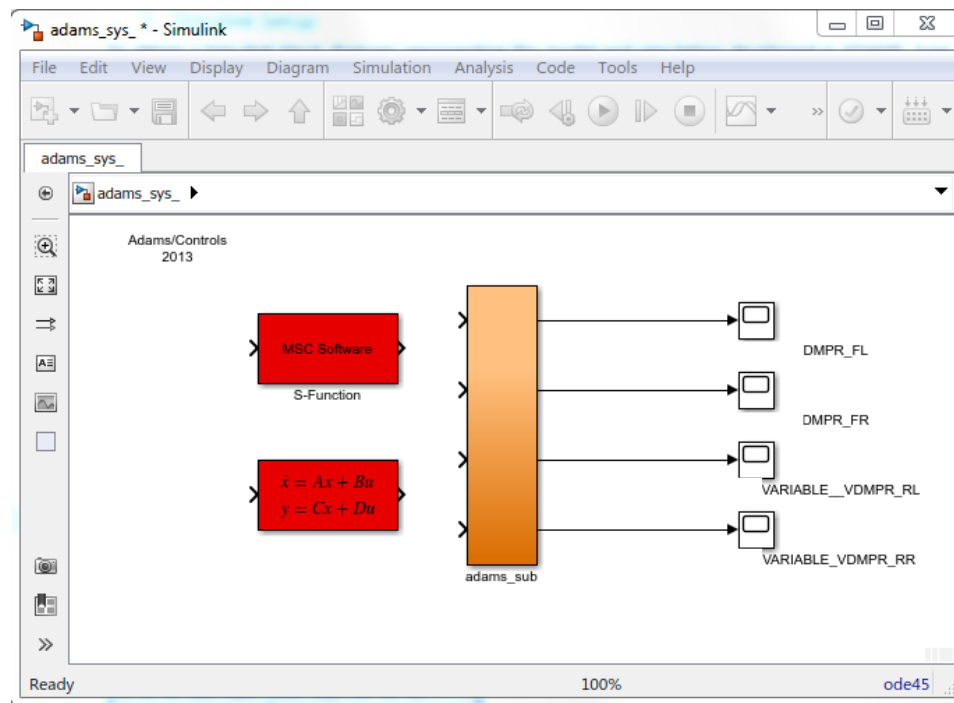 adams_sys_ * - Simulink
File Edit View Display Diagram Simulation Analysis Code Tools Help
adams_sys_
adams_sys_
Adams/Controls
2013
MSC Software
S-Function
ẋ = Ax + Bu
y = Cx + Du
adams_sub
DMPR_FL
DMPR_FR
VARIABLE__VDMPR_RL
VARIABLE_VDMPR_RR
Ready 100% ode45